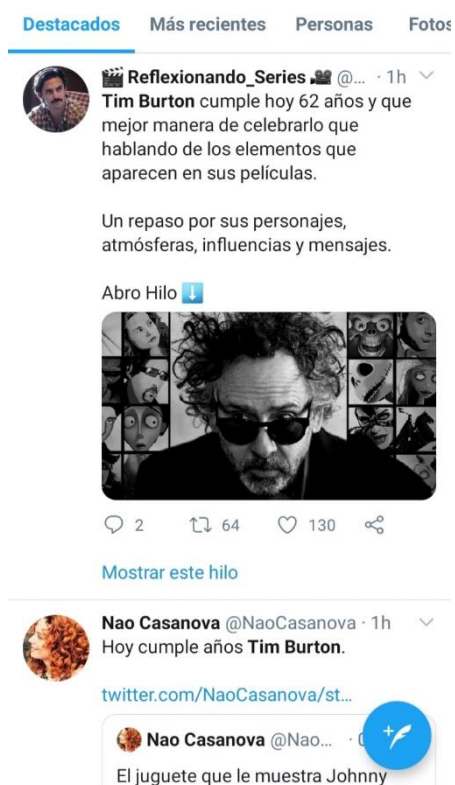 Destacados Más recientes Personas Fotos
Reflexionando_Series @... · 1h
Tim Burton cumple hoy 62 años y que
mejor manera de celebrarlo que
hablando de los elementos que
aparecen en sus películas.
Un repaso por sus personajes,
atmósferas, influencias y mensajes.
Abro Hilo ⬇️
2 64 130
Mostrar este hilo
Nao Casanova @NaoCasanova · 1h
Hoy cumple años Tim Burton.
twitter.com/NaoCasanova/st...
Nao Casanova @Nao... ·
El juguete que le muestra Johnny